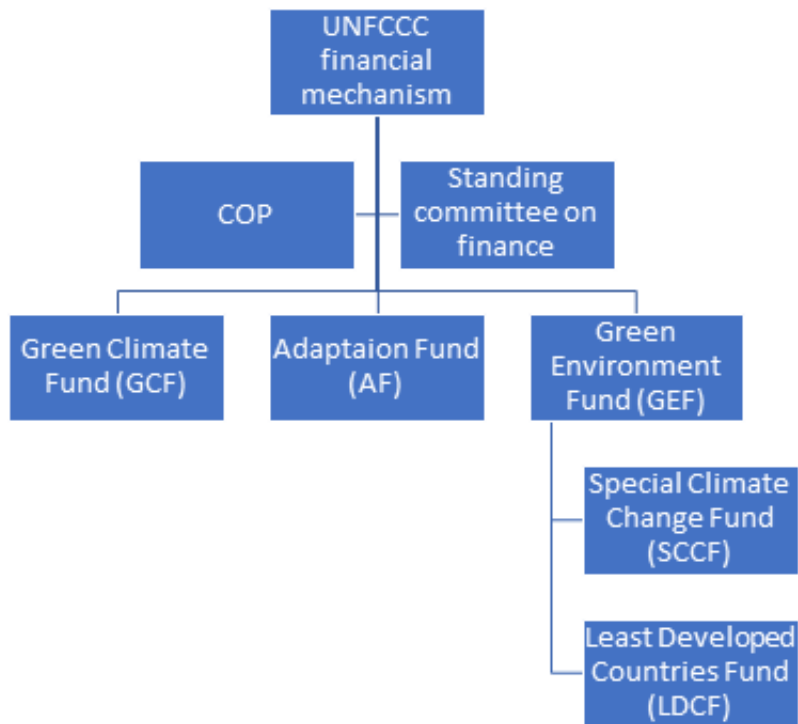 UNFCCC
financial
mechanism
COP
Standing
committee on
finance
Green Climate
Fund (GCF)
Adaptaion Fund
(AF)
Green
Environment
Fund (GEF)
Special Climate
Change Fund
(SCCF)
Least Developed
Countries Fund
(LDCF)